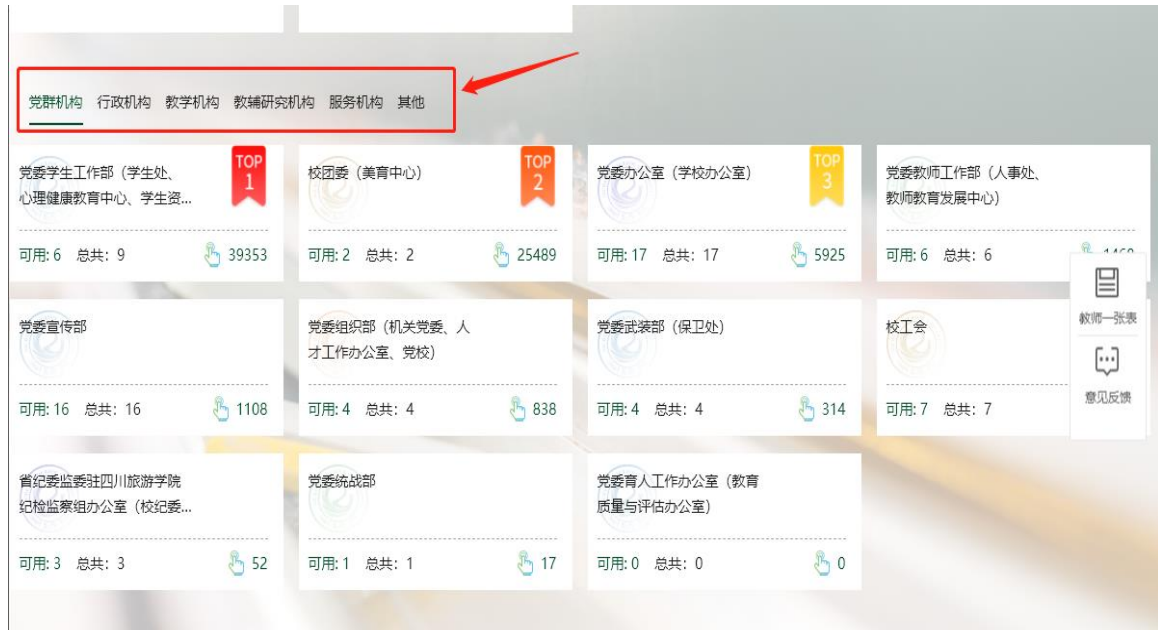 党群机构 行政机构 教学机构 教辅研究机构 服务机构 其他
党委学生工作部（学生处、
心理健康教育中心、学生资...
TOP
1
可用: 6 总共: 9 39353
校团委（美育中心）
TOP
2
可用: 2 总共: 2 25489
党委办公室（学校办公室）
TOP
3
可用: 17 总共: 17 5925
党委教师工作部（人事处、
教师教育发展中心）
可用: 6 总共: 6
党委宣传部
可用: 16 总共: 16 1108
党委组织部（机关党委、人
才工作办公室、党校）
可用: 4 总共: 4 838
党委武装部（保卫处）
可用: 4 总共: 4 314
校工会
可用: 7 总共: 7
教师一张表
意见反馈
省纪委监委驻四川旅游学院
纪检监察组办公室（校纪委...
可用: 3 总共: 3 52
党委统战部
可用: 1 总共: 1 17
党委育人工作办公室（教育
质量与评估办公室）
可用: 0 总共: 0 0